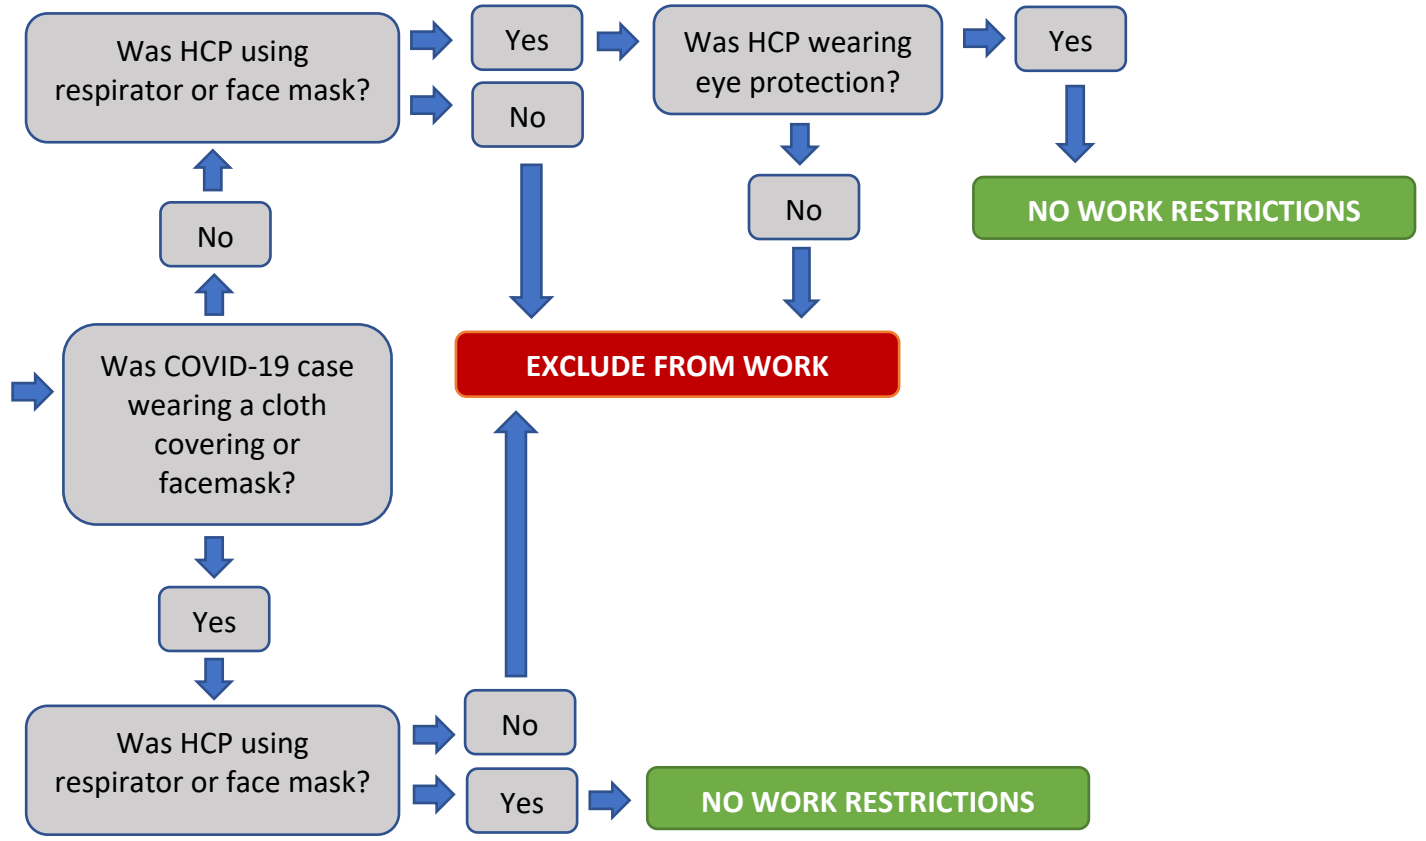 Was HCP using
respirator or face mask?
Yes
No
Was HCP wearing
eye protection?
Yes
No
NO WORK RESTRICTIONS
No
Was COVID-19 case
wearing a cloth
covering or
facemask?
EXCLUDE FROM WORK
Yes
Was HCP using
respirator or face mask?
No
Yes
NO WORK RESTRICTIONS